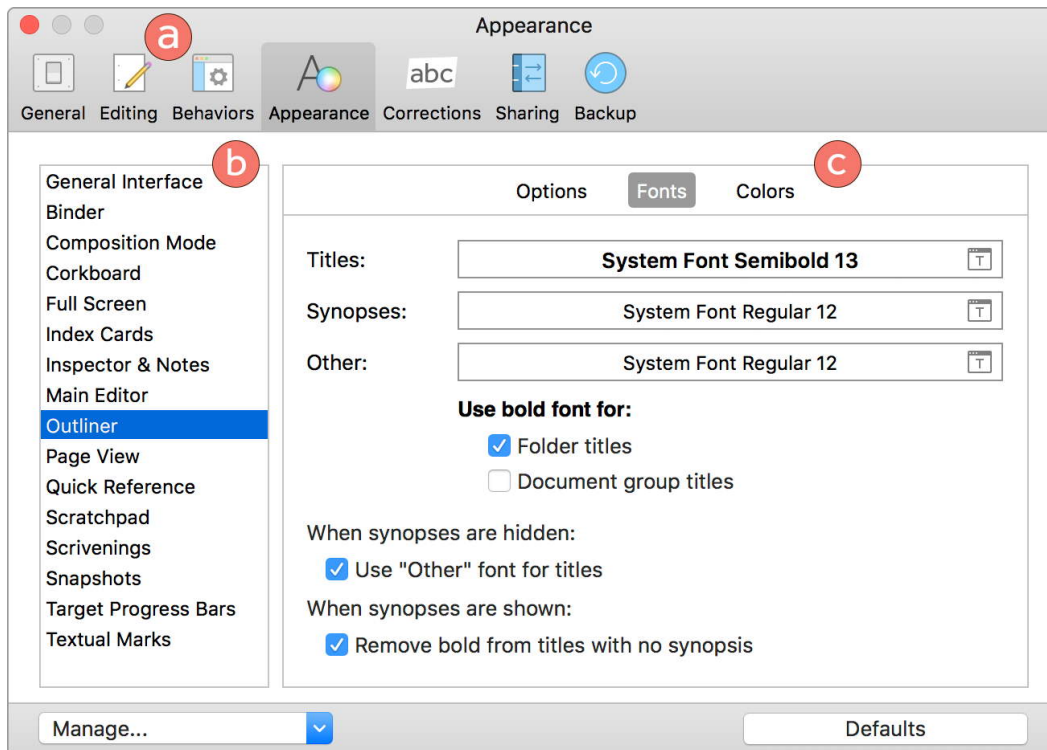 Appearance
a
abc
General Editing Behaviors Appearance Corrections Sharing Backup
b
General Interface
Binder
Composition Mode
Corkboard
Full Screen
Index Cards
Inspector & Notes
Main Editor
Outliner
Page View
Quick Reference
Scratchpad
Scrivenings
Snapshots
Target Progress Bars
Textual Marks
c
Options Fonts Colors
Titles: System Font Semibold 13 T
Synopses: System Font Regular 12 T
Other: System Font Regular 12 T
Use bold font for:
Folder titles
Document group titles
When synopses are hidden:
Use "Other" font for titles
When synopses are shown:
Remove bold from titles with no synopsis
Manage... Defaults